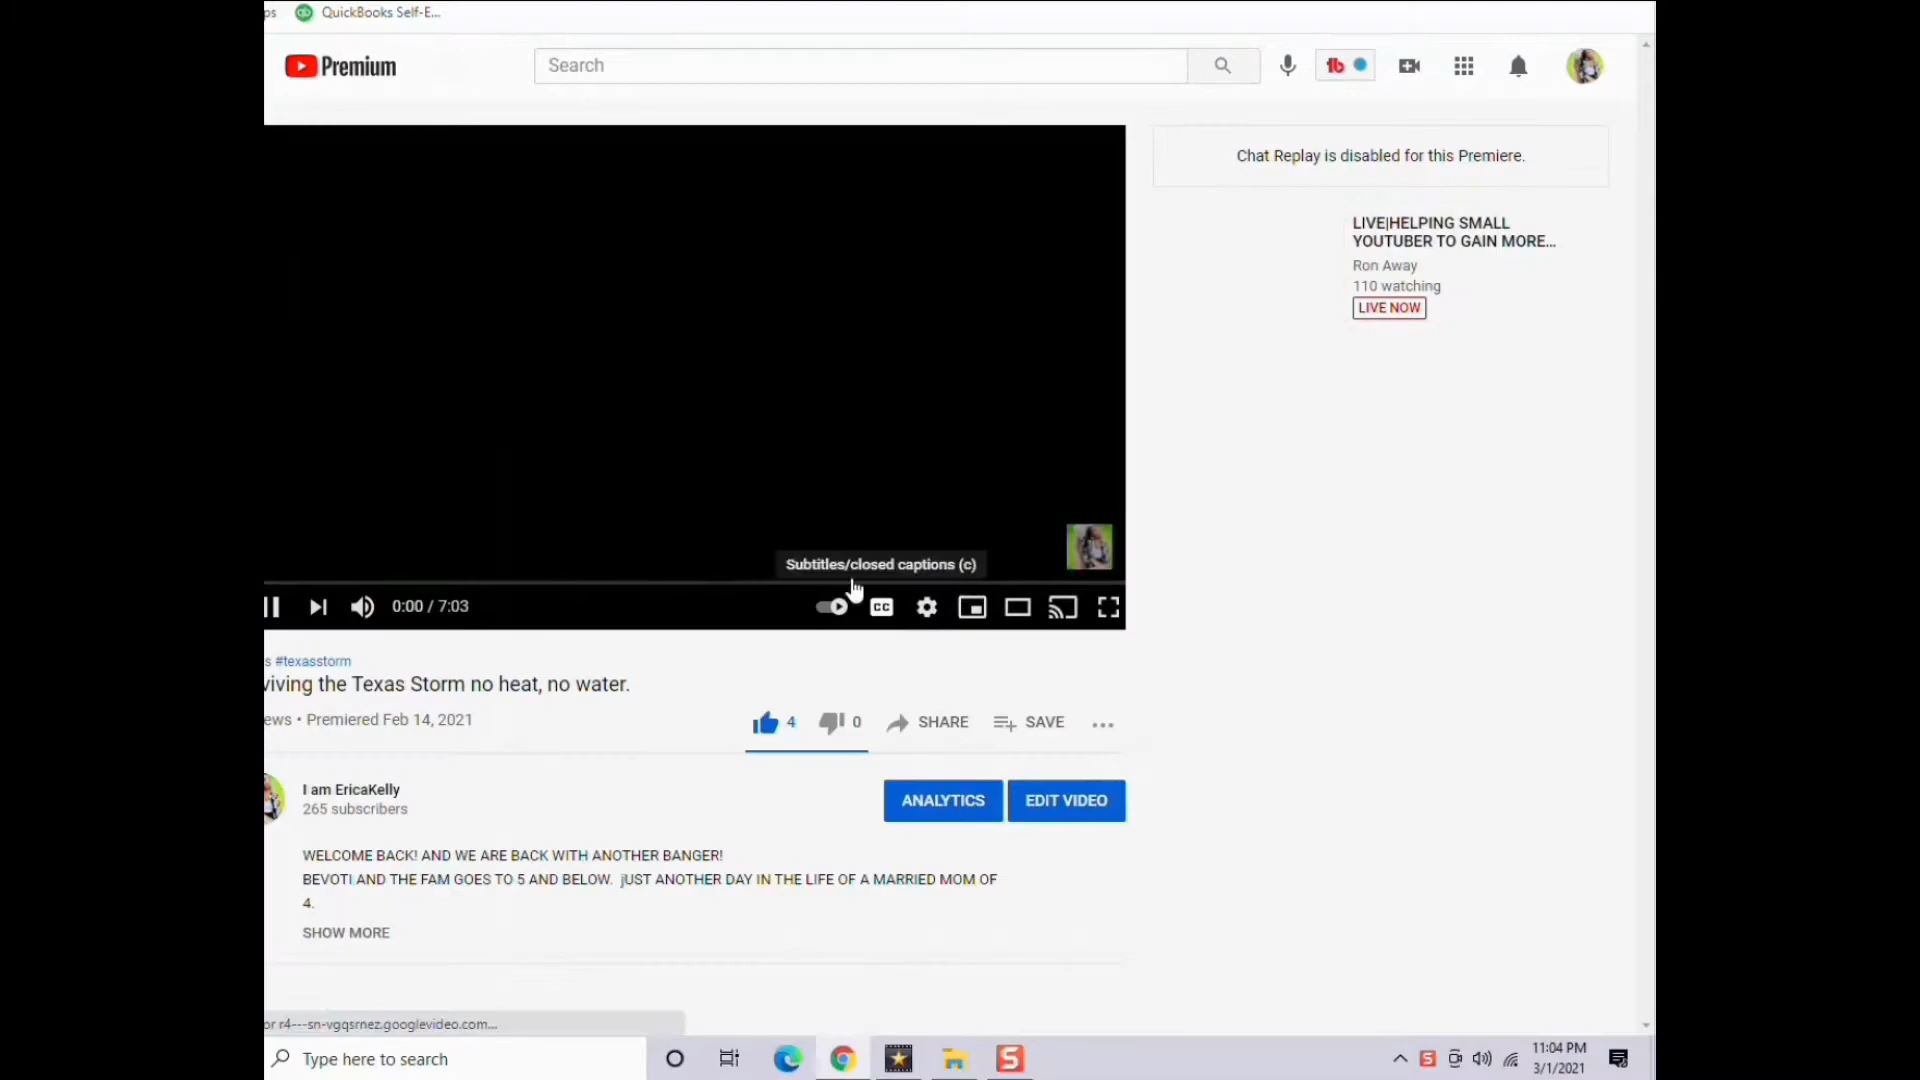 ps QuickBooks Self-E...
Premium
Search
Chat Replay is disabled for this Premiere.
LIVE|HELPING SMALL
YOUTUBER TO GAIN MORE...
Ron Away
110 watching
LIVE NOW
Subtitles/closed captions (c)
0:00 / 7:03
CC
s #texasstorm
viving the Texas Storm no heat, no water.
ews • Premiered Feb 14, 2021
4 0 SHARE SAVE
I am EricaKelly
265 subscribers
ANALYTICS EDIT VIDEO
WELCOME BACK! AND WE ARE BACK WITH ANOTHER BANGER!
BEVOTI AND THE FAM GOES TO 5 AND BELOW. jUST ANOTHER DAY IN THE LIFE OF A MARRIED MOM OF
4.
SHOW MORE
or r4---sn-vgqsrnez.googlevideo.com...
Type here to search
11:04 PM
3/1/2021